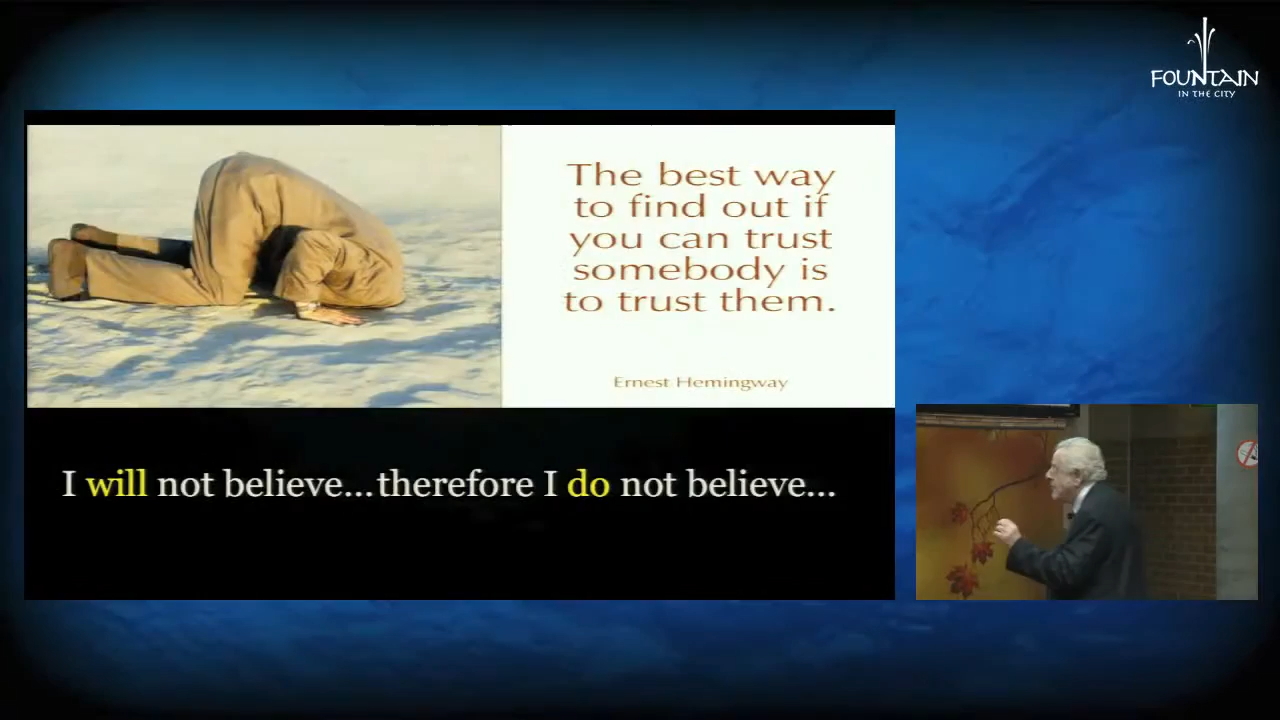 FOUNTAIN
IN THE CITY
The best way
to find out if
you can trust
somebody is
to trust them.
Ernest Hemingway
I will not believe...therefore I do not believe...